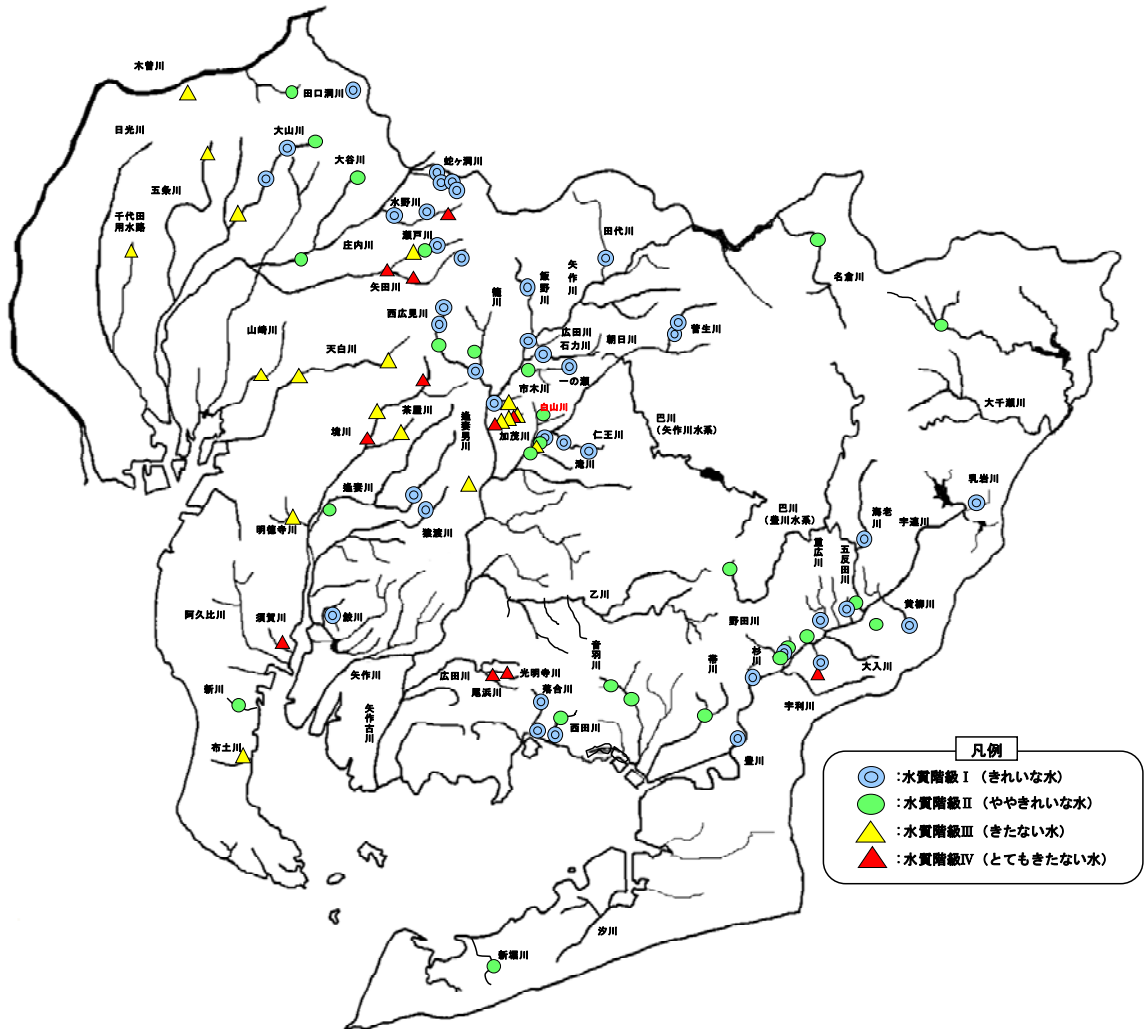 木曽川
田口洞川
日光川
大山川
大谷川
蛇ヶ洞川
五条川
水野川
千代田
用水路
庄内川
瀬戸川
田代川
矢田川
名倉川
飯野川
矢作川
籠川
西広見川
山崎川
天白川
広田川
石力川
朝日川
菅生川
一の瀬
市木川
白山川
茶屋川
逢妻男川
加茂川
境川
仁王川
滝川
巴川
(矢作川水系)
大千瀬川
逢妻川
猿渡川
明徳寺川
巴川
(豊川水系)
海老川
宇連川
乳岩川
重広川
五反田川
黄柳川
乙川
阿久比川
須賀川
鮫川
野田川
音羽川
帯川
杉川
大入川
宇利川
矢作川
広田川
光明寺川
尾浜川
落合川
西田川
新川
矢作古川
布土川
豊川
凡例
:水質階級Ⅰ (きれいな水)
:水質階級Ⅱ (ややきれいな水)
:水質階級Ⅲ (きたない水)
:水質階級Ⅳ (とてもきたない水)
汐川
新堀川